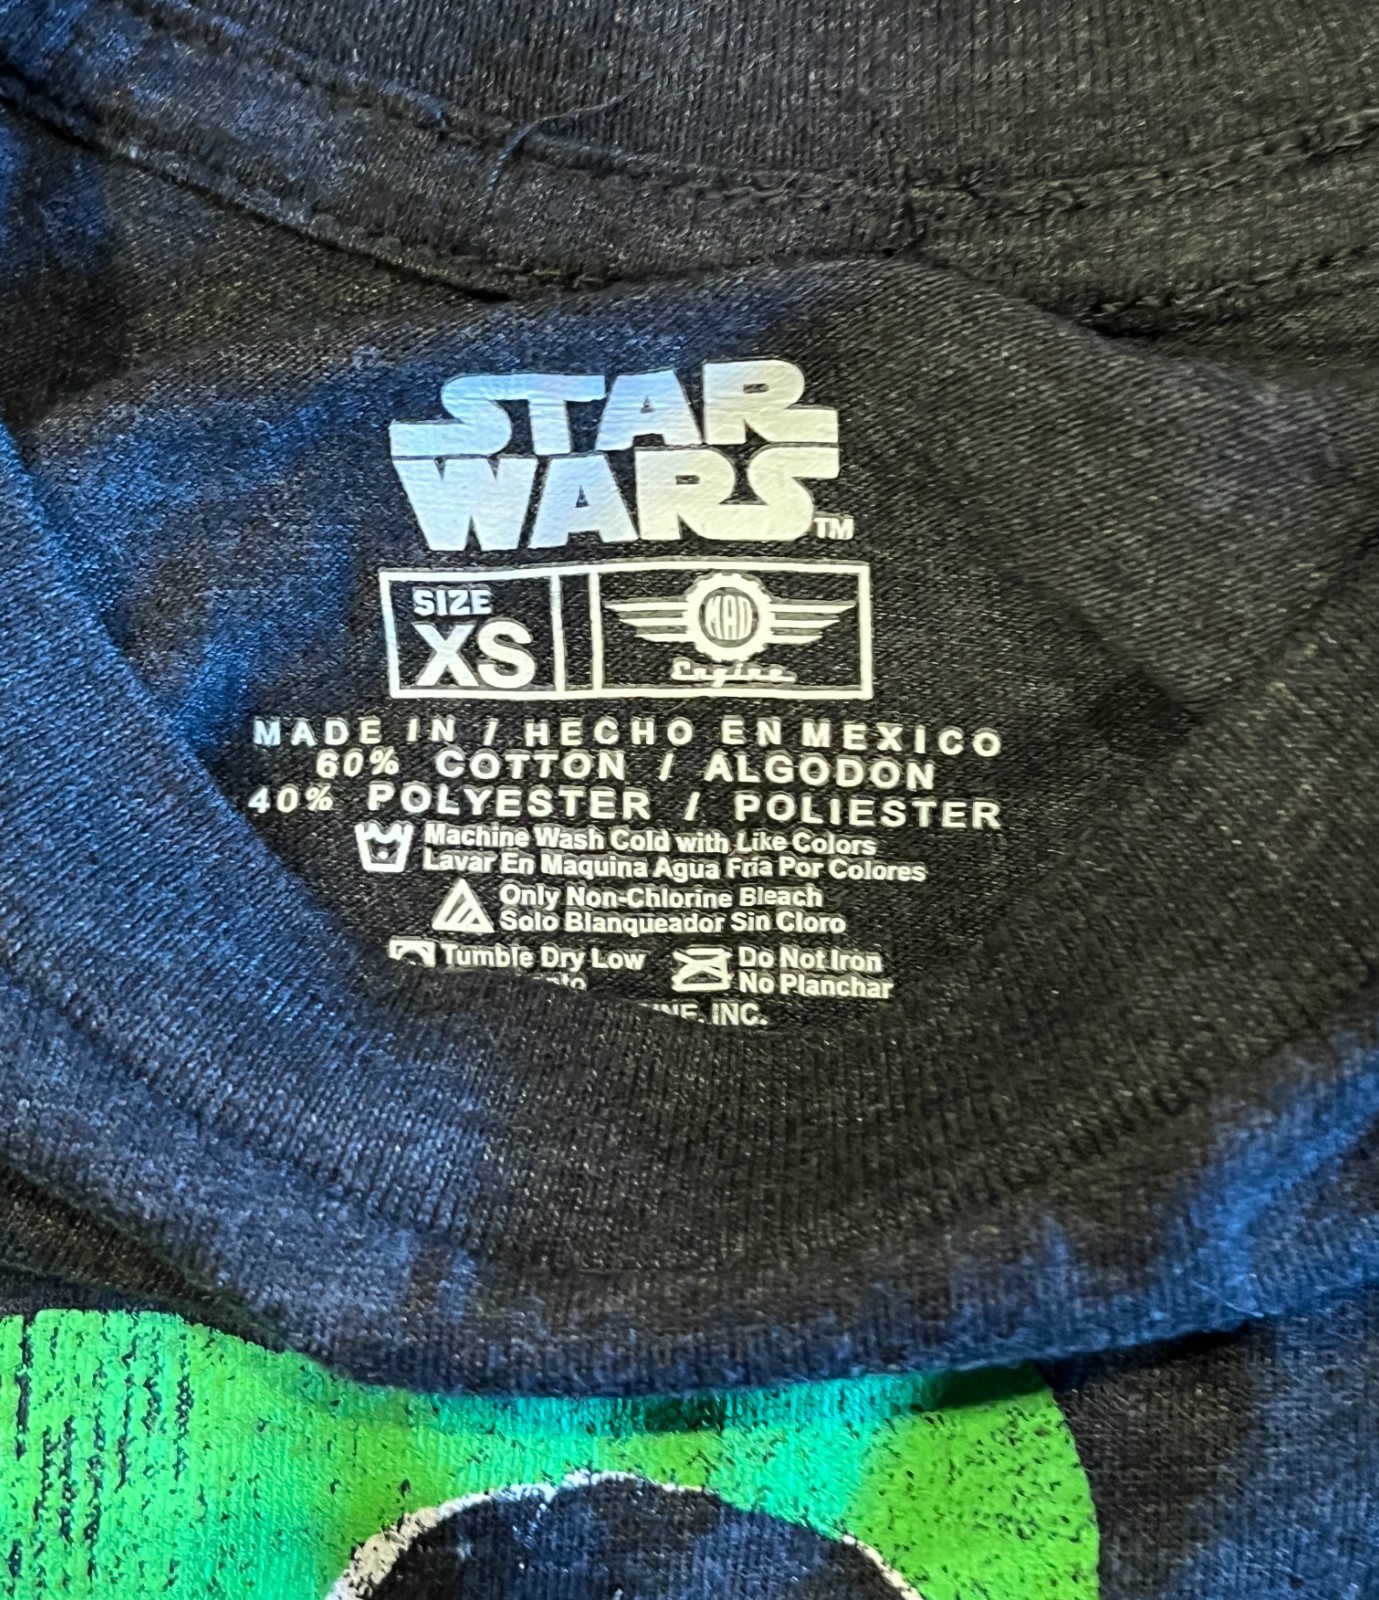 STAR
WARS™
SIZE
XS
MAD
Engine
MADE IN / HECHO EN MEXICO
60% COTTON / ALGODON
40% POLYESTER / POLIESTER
Machine Wash Cold with Like Colors
Lavar En Maquina Agua Fria Por Colores
Only Non-Chlorine Bleach
Solo Blanqueador Sin Cloro
Tumble Dry Low
Do Not Iron
No Planchar
INC.